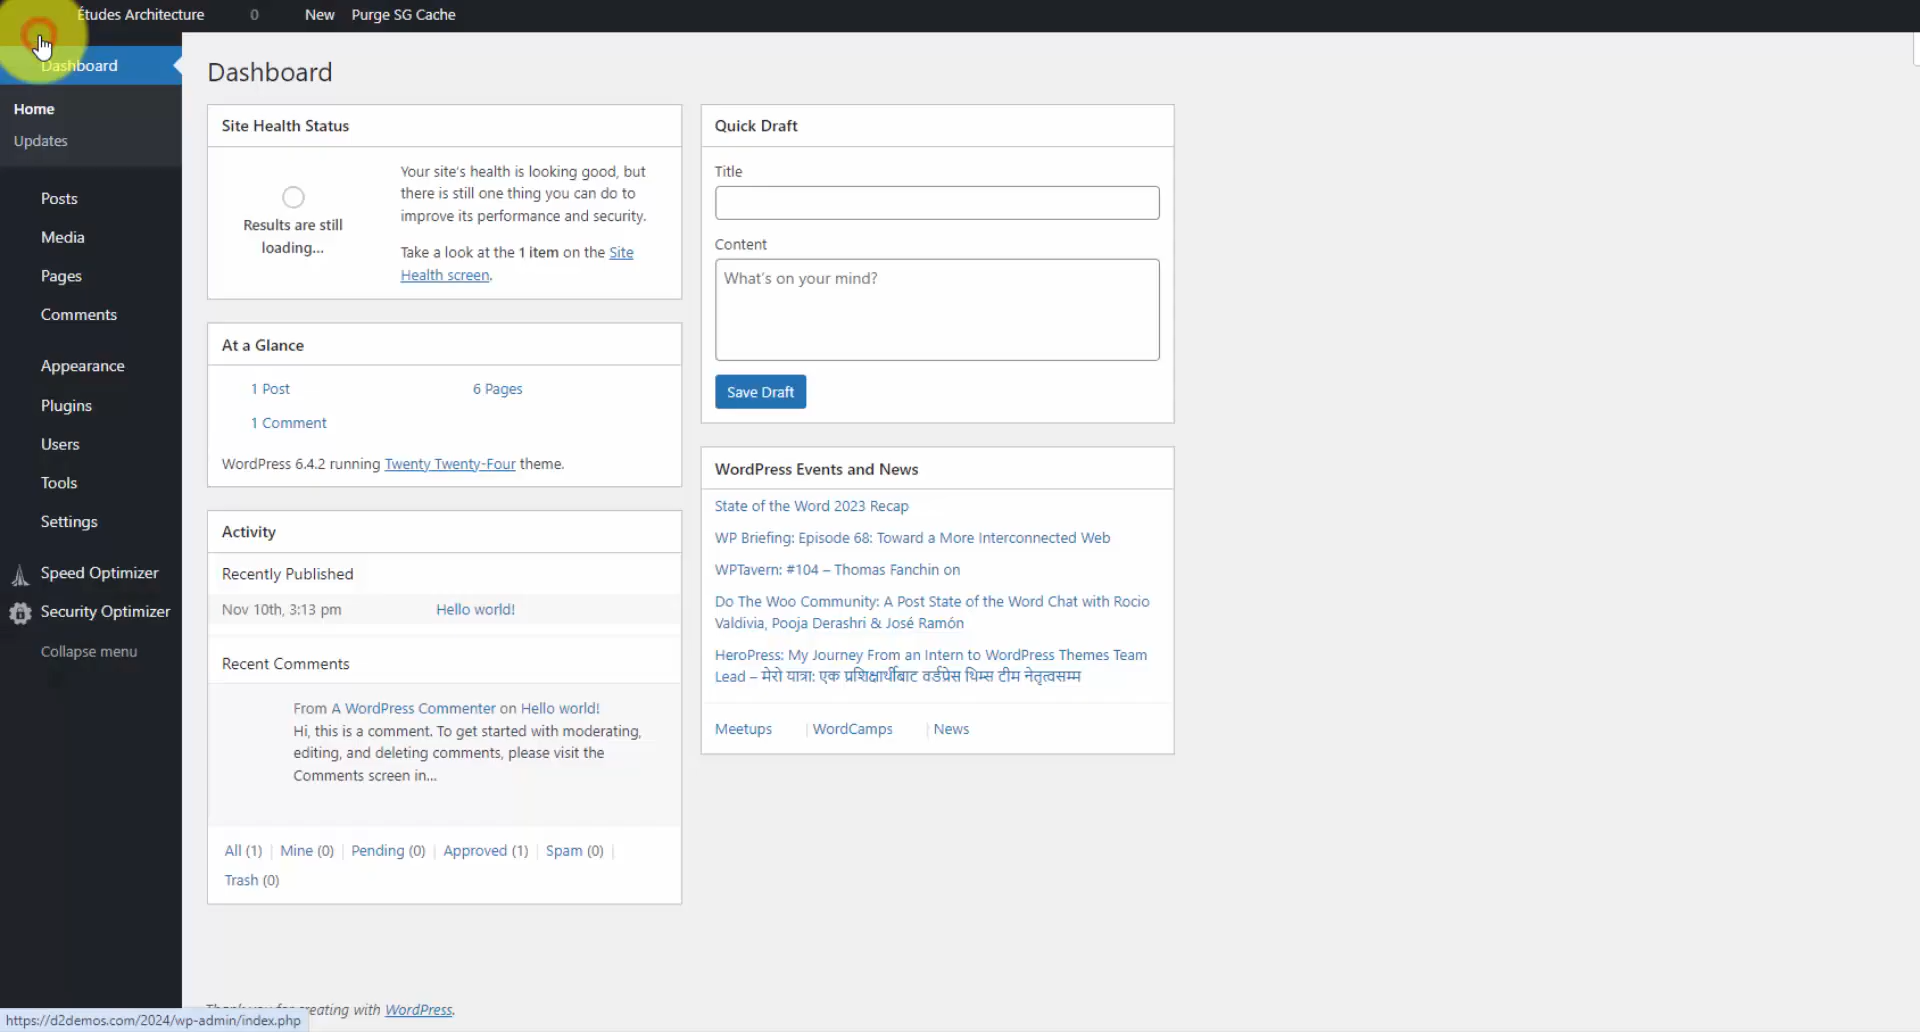 Études Architecture 0 New Purge SG Cache
Dashboard
Home
Updates
Posts
Media
Pages
Comments
Appearance
Plugins
Users
Tools
Settings
Speed Optimizer
Security Optimizer
Collapse menu
Dashboard
Site Health Status
Results are still
loading...
Your site's health is looking good, but
there is still one thing you can do to
improve its performance and security.
Take a look at the 1 item on the Site
Health screen.
At a Glance
1 Post 6 Pages
1 Comment
WordPress 6.4.2 running Twenty Twenty-Four theme.
Activity
Recently Published
Nov 10th, 3:13 pm Hello world!
Recent Comments
From A WordPress Commenter on Hello world!
Hi, this is a comment. To get started with moderating,
editing, and deleting comments, please visit the
Comments screen in...
All (1) | Mine (0) | Pending (0) | Approved (1) | Spam (0) |
Trash (0)
Quick Draft
Title
Content
What's on your mind?
Save Draft
WordPress Events and News
State of the Word 2023 Recap
WP Briefing: Episode 68: Toward a More Interconnected Web
WPTavern: #104 – Thomas Fanchin on
Do The Woo Community: A Post State of the Word Chat with Rocio
Valdivia, Pooja Derashri & José Ramón
HeroPress: My Journey From an Intern to WordPress Themes Team
Lead – मेरो यात्रा: एक प्रशिक्षार्थीबाट वर्डप्रेस थिम्स टीम नेतृत्वसम्म
Meetups | WordCamps | News
Thank you for creating with WordPress.
https://d2demos.com/2024/wp-admin/index.php